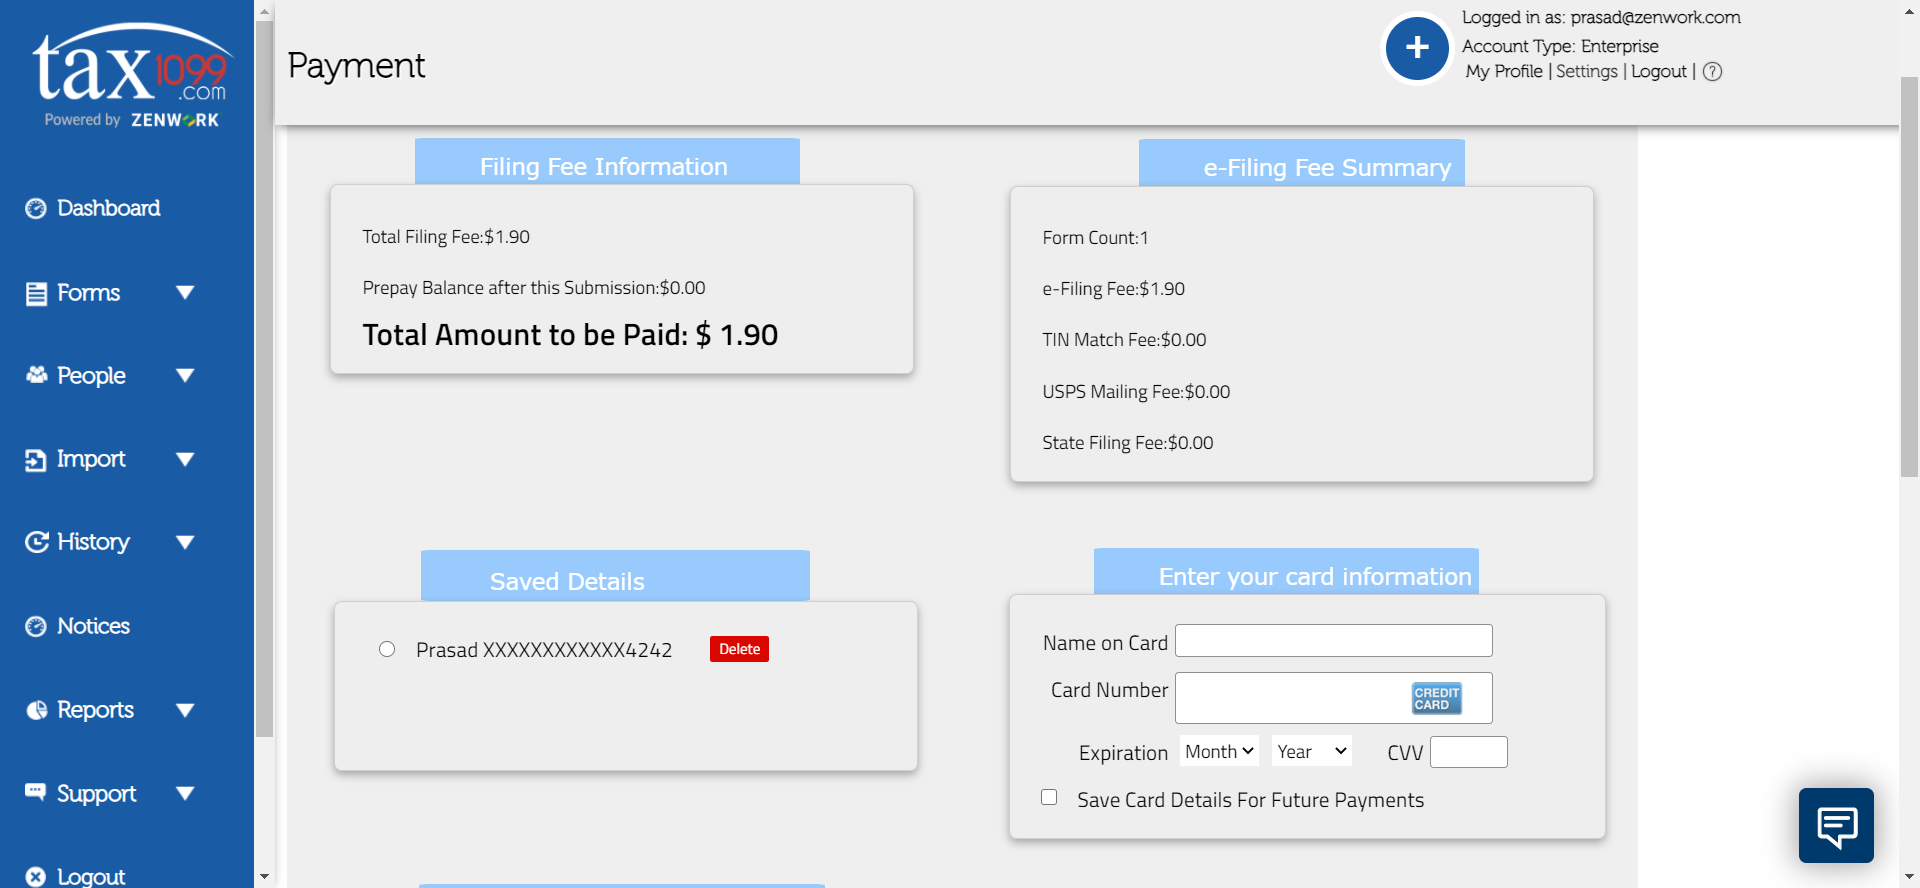 tax1099
.com
Powered by ZENWORK
Dashboard
Forms
People
Import
History
Notices
Reports
Support
Logout
Payment
+
Logged in as: prasad@zenwork.com
Account Type: Enterprise
My Profile | Settings | Logout | ?
Filing Fee Information
Total Filing Fee:$1.90
Prepay Balance after this Submission:$0.00
Total Amount to be Paid: $ 1.90
e-Filing Fee Summary
Form Count:1
e-Filing Fee:$1.90
TIN Match Fee:$0.00
USPS Mailing Fee:$0.00
State Filing Fee:$0.00
Saved Details
Prasad XXXXXXXXXXXX4242 Delete
Enter your card information
Name on Card
Card Number CREDIT
CARD
Expiration Month Year CVV
Save Card Details For Future Payments